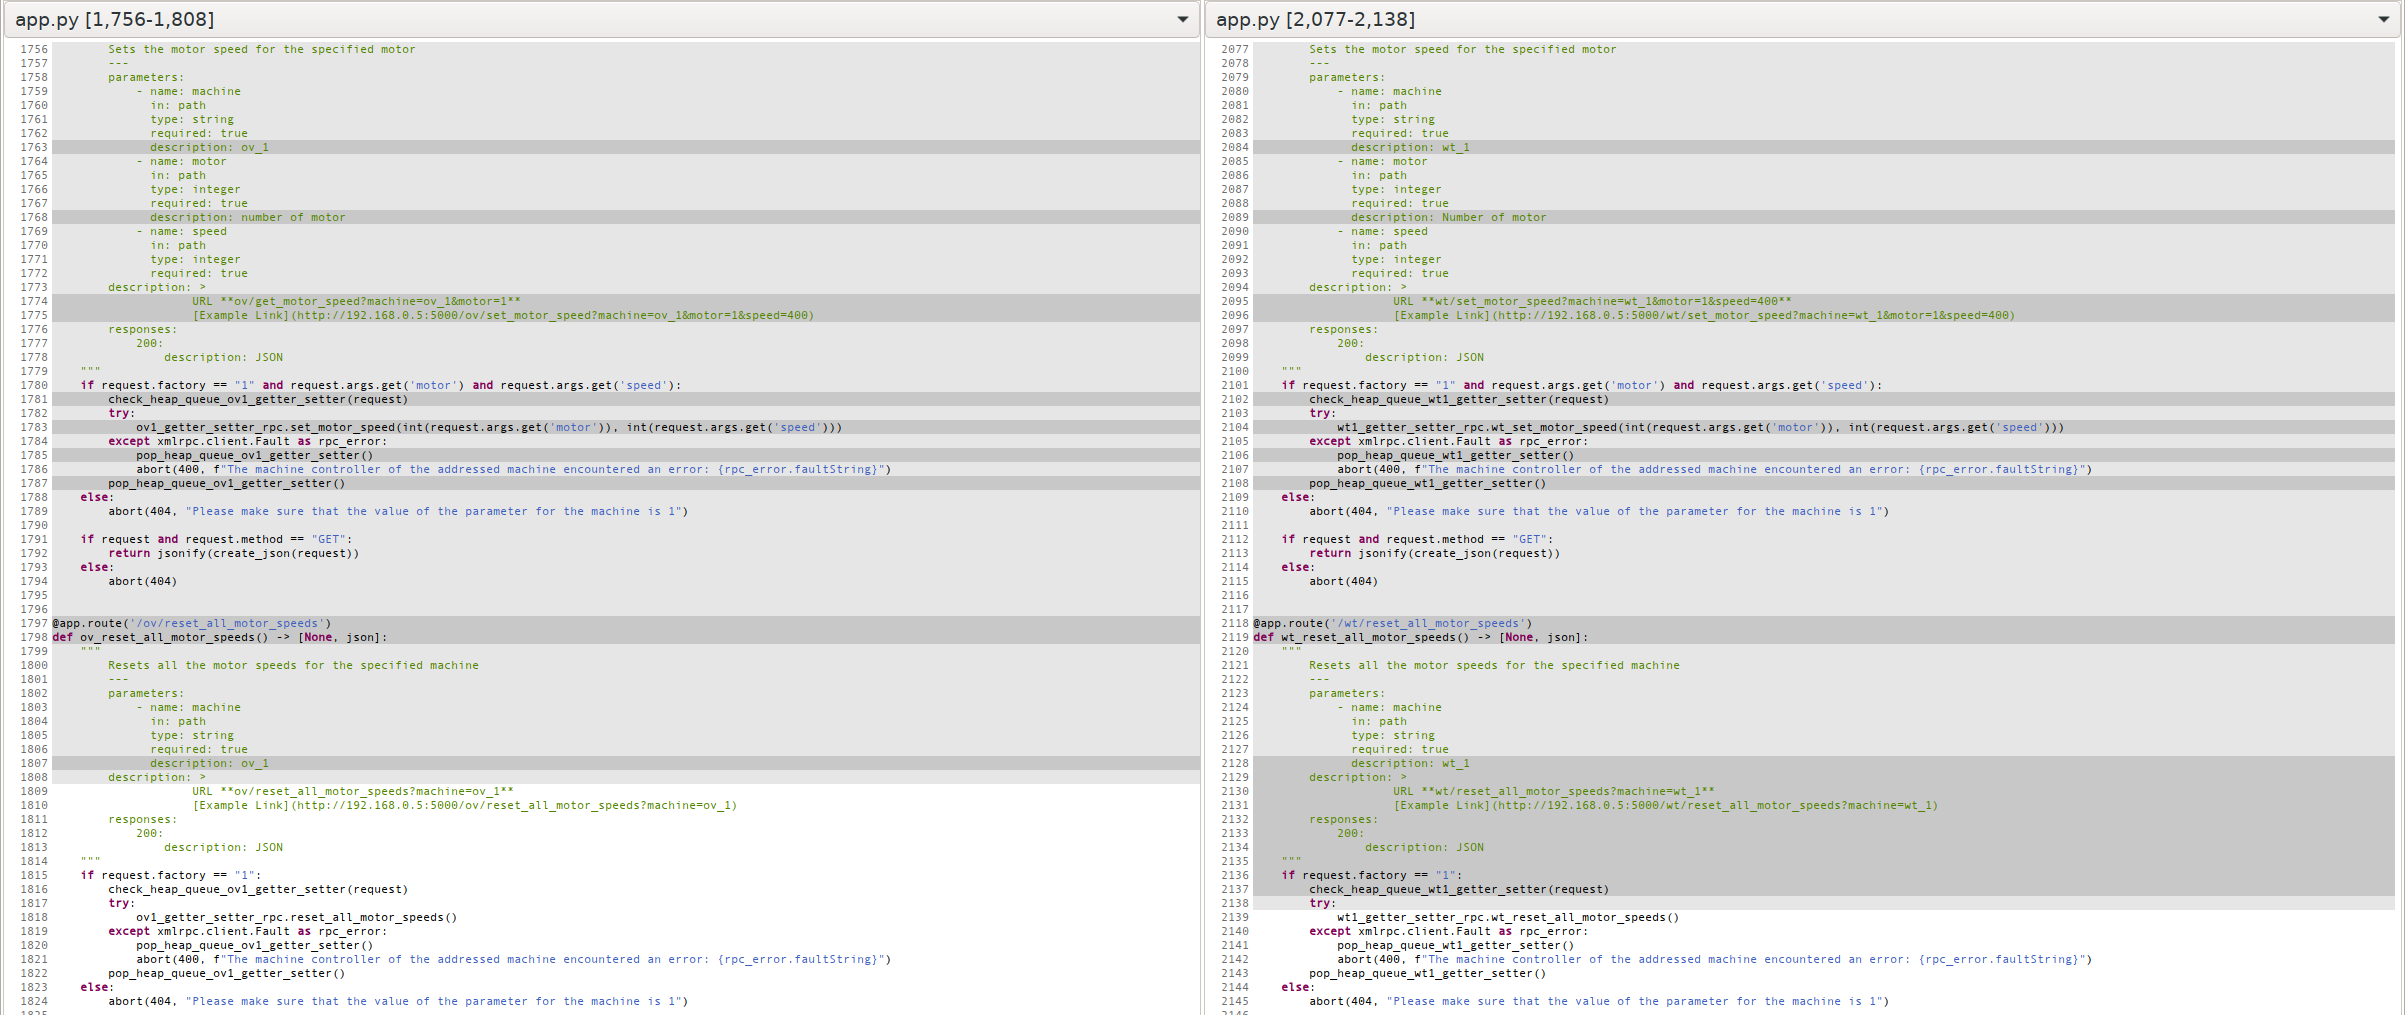 app.py [1,756-1,808]
1756        Sets the motor speed for the specified motor
1757        ---
1758        parameters:
1759            - name: machine
1760              in: path
1761              type: string
1762              required: true
1763              description: ov_1
1764            - name: motor
1765              in: path
1766              type: integer
1767              required: true
1768              description: number of motor
1769            - name: speed
1770              in: path
1771              type: integer
1772              required: true
1773        description: >
1774                    URL **ov/get_motor_speed?machine=ov_1&motor=1**
1775                    [Example Link](http://192.168.0.5:5000/ov/set_motor_speed?machine=ov_1&motor=1&speed=400)
1776        responses:
1777            200:
1778                description: JSON
1779    """
1780    if request.factory == "1" and request.args.get('motor') and request.args.get('speed'):
1781        check_heap_queue_ov1_getter_setter(request)
1782        try:
1783            ov1_getter_setter_rpc.set_motor_speed(int(request.args.get('motor')), int(request.args.get('speed')))
1784        except xmlrpc.client.Fault as rpc_error:
1785            pop_heap_queue_ov1_getter_setter()
1786            abort(400, f"The machine controller of the addressed machine encountered an error: {rpc_error.faultString}")
1787        pop_heap_queue_ov1_getter_setter()
1788    else:
1789        abort(404, "Please make sure that the value of the parameter for the machine is 1")
1790
1791    if request and request.method == "GET":
1792        return jsonify(create_json(request))
1793    else:
1794        abort(404)
1795
1796
1797 @app.route('/ov/reset_all_motor_speeds')
1798 def ov_reset_all_motor_speeds() -> [None, json]:
1799    """
1800        Resets all the motor speeds for the specified machine
1801        ---
1802        parameters:
1803            - name: machine
1804              in: path
1805              type: string
1806              required: true
1807              description: ov_1
1808        description: >
1809                    URL **ov/reset_all_motor_speeds?machine=ov_1**
1810                    [Example Link](http://192.168.0.5:5000/ov/reset_all_motor_speeds?machine=ov_1)
1811        responses:
1812            200:
1813                description: JSON
1814    """
1815    if request.factory == "1":
1816        check_heap_queue_ov1_getter_setter(request)
1817        try:
1818            ov1_getter_setter_rpc.reset_all_motor_speeds()
1819        except xmlrpc.client.Fault as rpc_error:
1820            pop_heap_queue_ov1_getter_setter()
1821            abort(400, f"The machine controller of the addressed machine encountered an error: {rpc_error.faultString}")
1822        pop_heap_queue_ov1_getter_setter()
1823    else:
1824        abort(404, "Please make sure that the value of the parameter for the machine is 1")
app.py [2,077-2,138]
2077        Sets the motor speed for the specified motor
2078        ---
2079        parameters:
2080            - name: machine
2081              in: path
2082              type: string
2083              required: true
2084              description: wt_1
2085            - name: motor
2086              in: path
2087              type: integer
2088              required: true
2089              description: Number of motor
2090            - name: speed
2091              in: path
2092              type: integer
2093              required: true
2094        description: >
2095                    URL **wt/set_motor_speed?machine=wt_1&motor=1&speed=400**
2096                    [Example Link](http://192.168.0.5:5000/wt/set_motor_speed?machine=wt_1&motor=1&speed=400)
2097        responses:
2098            200:
2099                description: JSON
2100    """
2101    if request.factory == "1" and request.args.get('motor') and request.args.get('speed'):
2102        check_heap_queue_wt1_getter_setter(request)
2103        try:
2104            wt1_getter_setter_rpc.wt_set_motor_speed(int(request.args.get('motor')), int(request.args.get('speed')))
2105        except xmlrpc.client.Fault as rpc_error:
2106            pop_heap_queue_wt1_getter_setter()
2107            abort(400, f"The machine controller of the addressed machine encountered an error: {rpc_error.faultString}")
2108        pop_heap_queue_wt1_getter_setter()
2109    else:
2110        abort(404, "Please make sure that the value of the parameter for the machine is 1")
2111
2112    if request and request.method == "GET":
2113        return jsonify(create_json(request))
2114    else:
2115        abort(404)
2116
2117
2118 @app.route('/wt/reset_all_motor_speeds')
2119 def wt_reset_all_motor_speeds() -> [None, json]:
2120    """
2121        Resets all the motor speeds for the specified machine
2122        ---
2123        parameters:
2124            - name: machine
2125              in: path
2126              type: string
2127              required: true
2128              description: wt_1
2129        description: >
2130                    URL **wt/reset_all_motor_speeds?machine=wt_1**
2131                    [Example Link](http://192.168.0.5:5000/wt/reset_all_motor_speeds?machine=wt_1)
2132        responses:
2133            200:
2134                description: JSON
2135    """
2136    if request.factory == "1":
2137        check_heap_queue_wt1_getter_setter(request)
2138        try:
2139            wt1_getter_setter_rpc.wt_reset_all_motor_speeds()
2140        except xmlrpc.client.Fault as rpc_error:
2141            pop_heap_queue_wt1_getter_setter()
2142            abort(400, f"The machine controller of the addressed machine encountered an error: {rpc_error.faultString}")
2143        pop_heap_queue_wt1_getter_setter()
2144    else:
2145        abort(404, "Please make sure that the value of the parameter for the machine is 1")